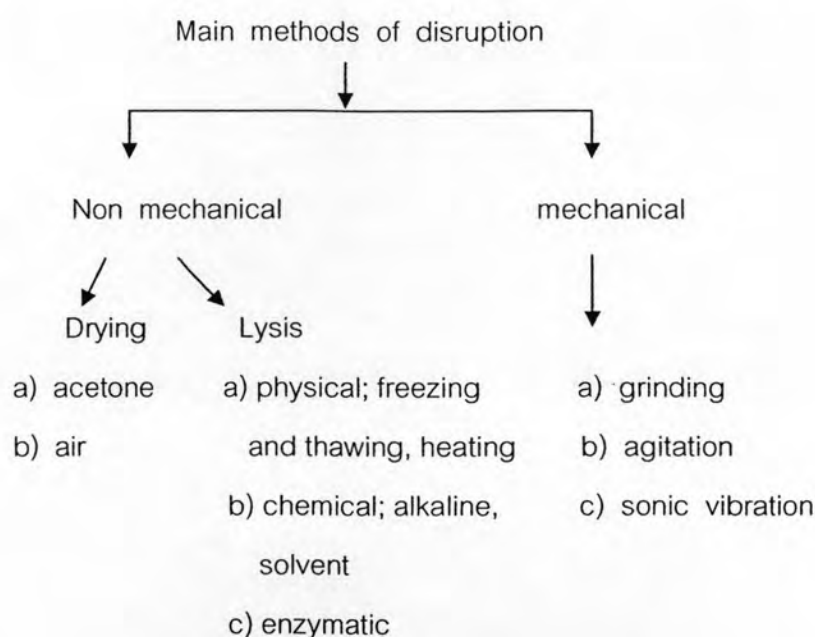 Main methods of disruption
Non mechanical
mechanical
Drying
Lysis
a) acetone
b) air
a) physical; freezing
and thawing, heating
b) chemical; alkaline,
solvent
c) enzymatic
a) grinding
b) agitation
c) sonic vibration